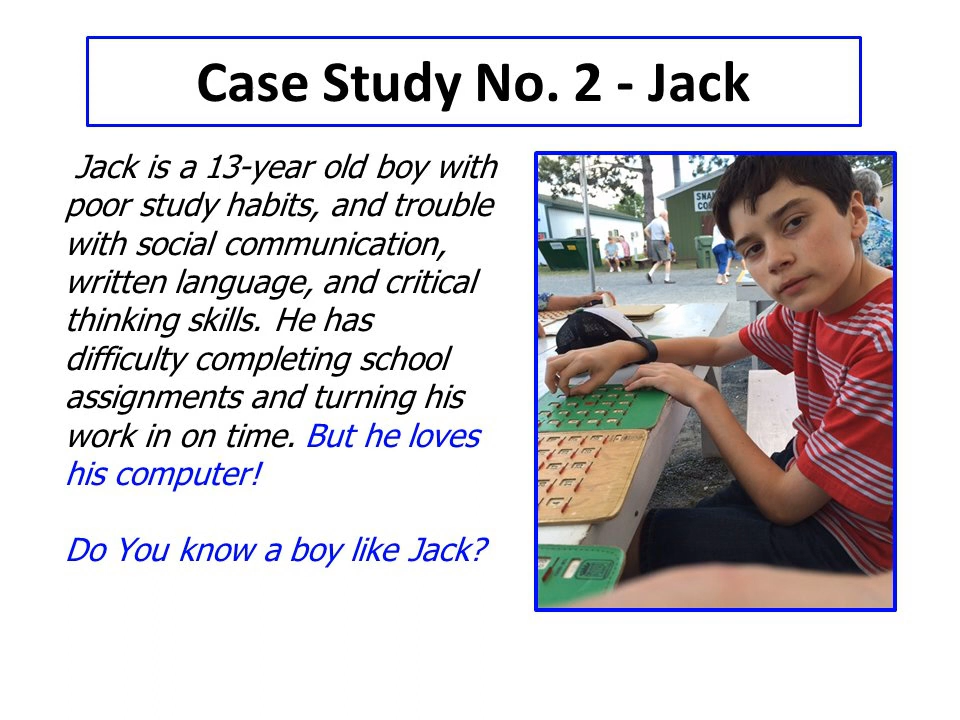 Case Study No. 2 - Jack
Jack is a 13-year old boy with
poor study habits, and trouble
with social communication,
written language, and critical
thinking skills. He has
difficulty completing school
assignments and turning his
work in on time. But he loves
his computer!
Do You know a boy like Jack?